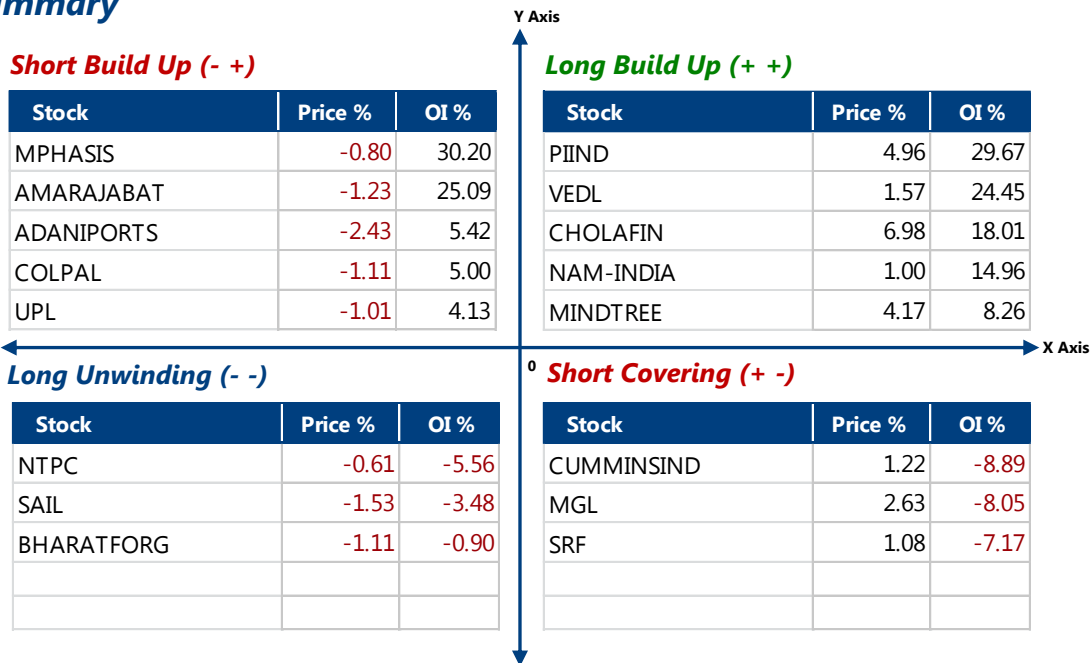 Y Axis
Short Build Up (- +)
Stock Price % OI %
MPHASIS -0.80 30.20
AMARAJABAT -1.23 25.09
ADANIPORTS -2.43 5.42
COLPAL -1.11 5.00
UPL -1.01 4.13
Long Build Up (+ +)
Stock Price % OI %
PIIND 4.96 29.67
VEDL 1.57 24.45
CHOLAFIN 6.98 18.01
NAM-INDIA 1.00 14.96
MINDTREE 4.17 8.26
X Axis
0
Long Unwinding (- -)
Stock Price % OI %
NTPC -0.61 -5.56
SAIL -1.53 -3.48
BHARATFORG -1.11 -0.90
Short Covering (+ -)
Stock Price % OI %
CUMMINSIND 1.22 -8.89
MGL 2.63 -8.05
SRF 1.08 -7.17